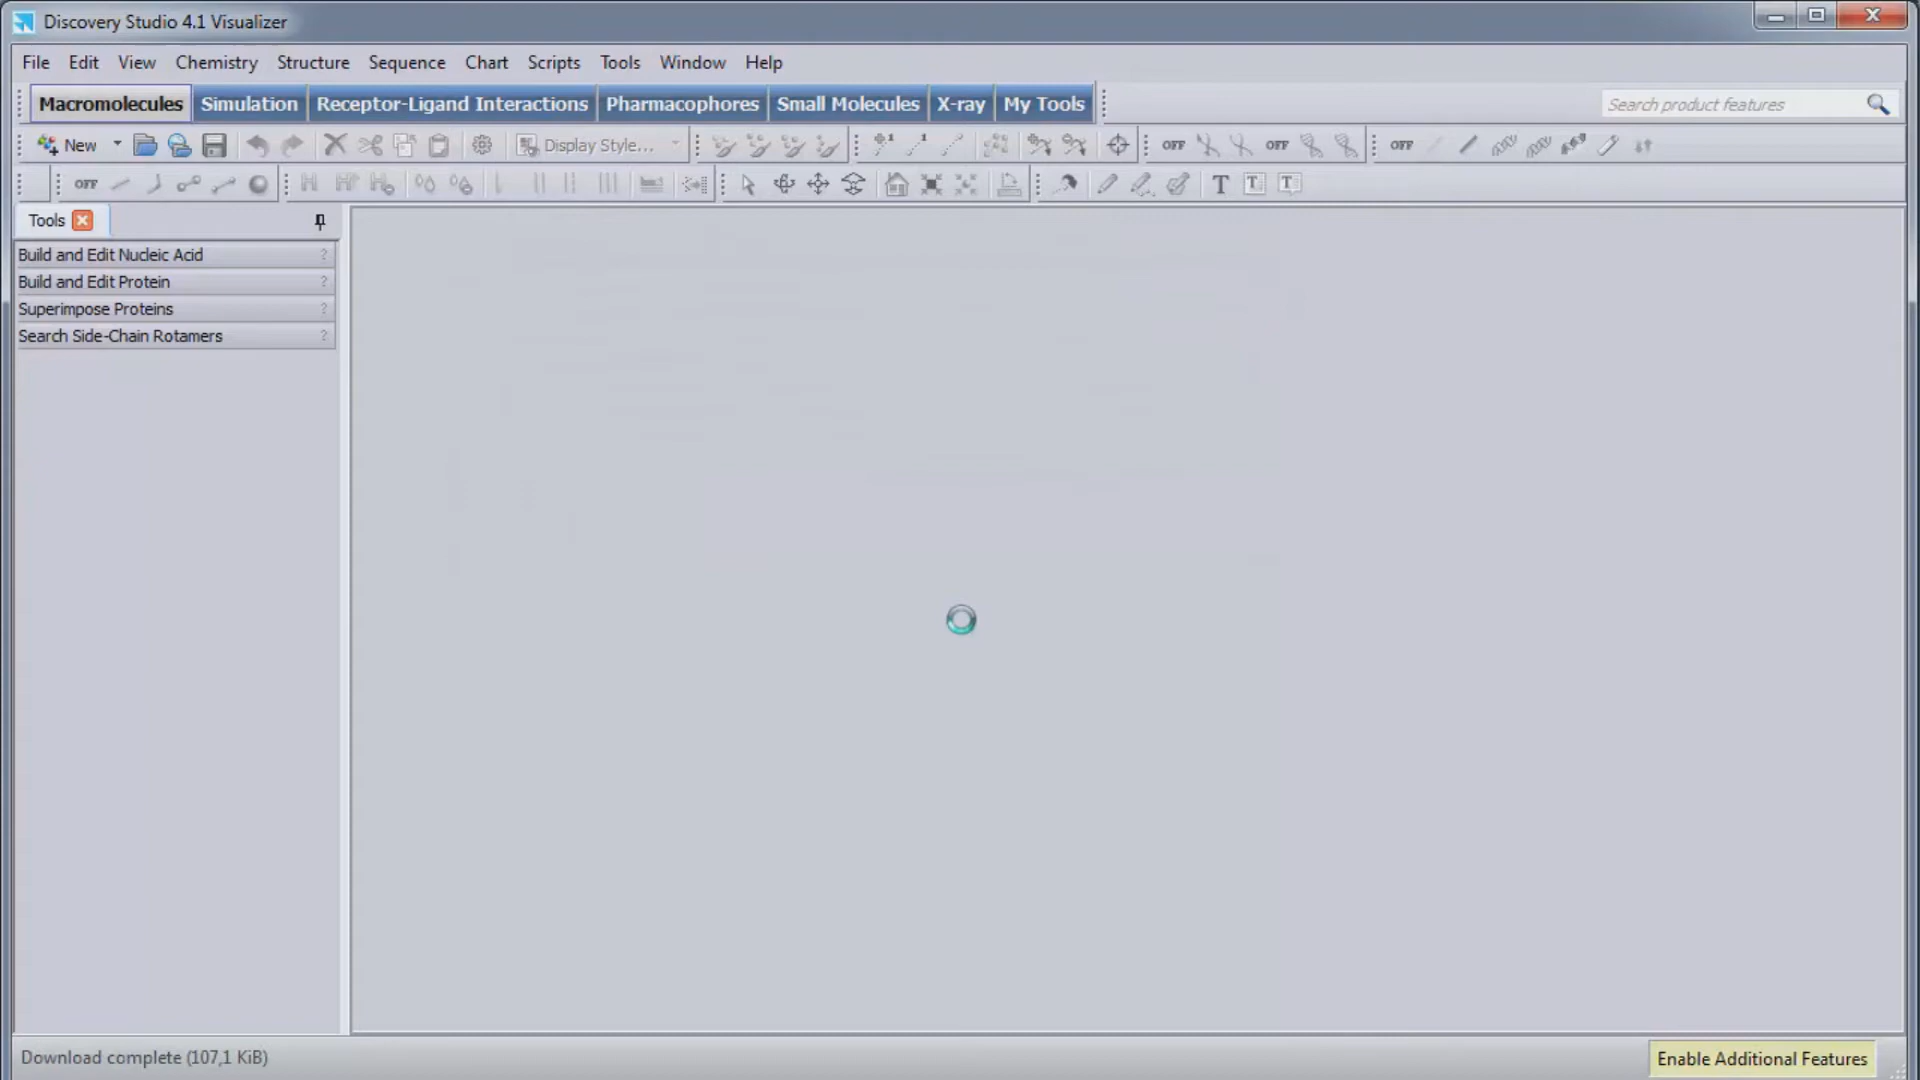 Discovery Studio 4.1 Visualizer
File Edit View Chemistry Structure Sequence Chart Scripts Tools Window Help
Macromolecules Simulation Receptor-Ligand Interactions Pharmacophores Small Molecules X-ray My Tools Search product features
New Display Style... OFF OFF OFF
OFF T T T
Tools
Build and Edit Nucleic Acid ?
Build and Edit Protein ?
Superimpose Proteins ?
Search Side-Chain Rotamers ?
Download complete (107,1 KiB) Enable Additional Features